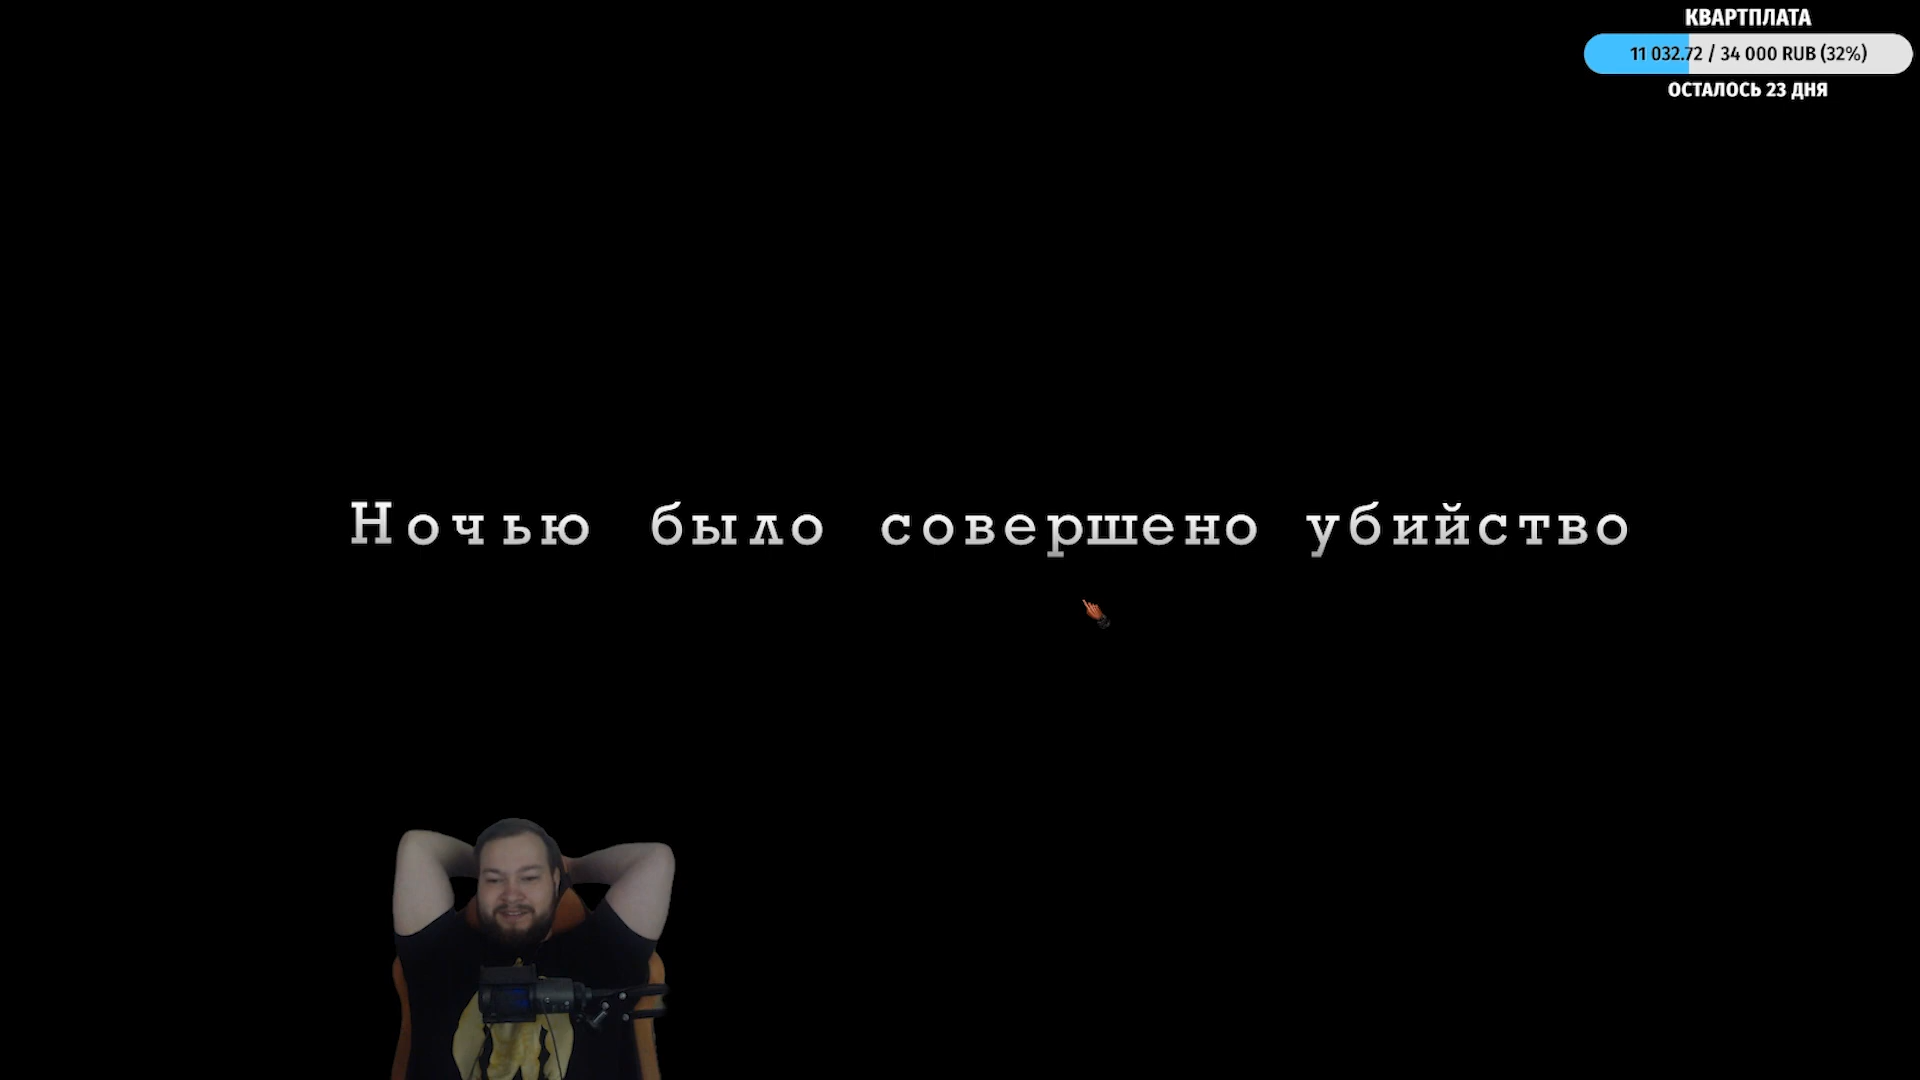 КВАРТПЛАТА
11 032.72 / 34 000 RUB (32%)
ОСТАЛОСЬ 23 ДНЯ
Ночью было совершено убийство